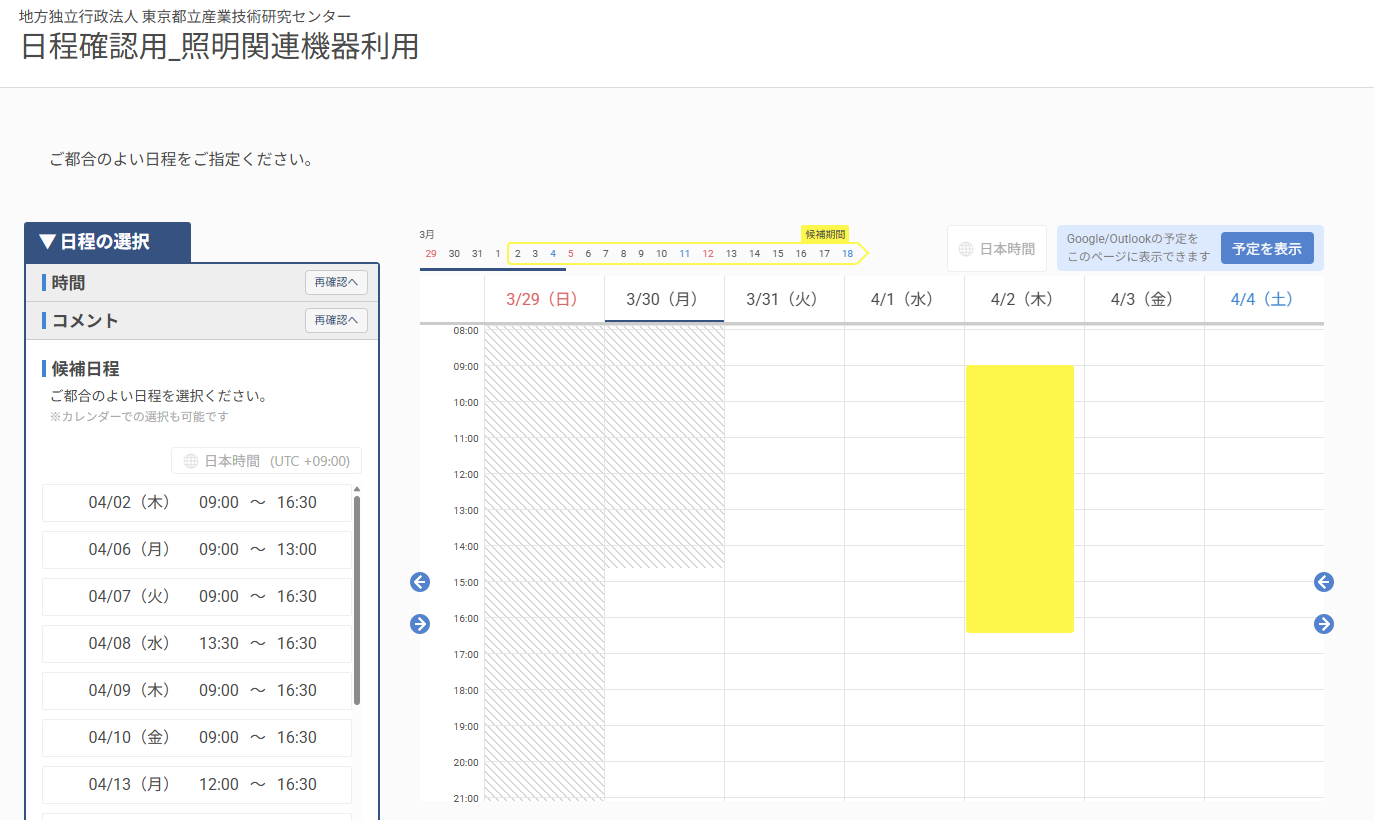 地方独立行政法人 東京都立産業技術研究センター
日程確認用_照明関連機器利用
ご都合のよい日程をご指定ください。
▼日程の選択
時間 再確認へ
コメント 再確認へ
候補日程
ご都合のよい日程を選択ください。
※カレンダーでの選択も可能です
日本時間 (UTC +09:00)
04/02（木） 09:00 ～ 16:30
04/06（月） 09:00 ～ 13:00
04/07（火） 09:00 ～ 16:30
04/08（水） 13:30 ～ 16:30
04/09（木） 09:00 ～ 16:30
04/10（金） 09:00 ～ 16:30
04/13（月） 12:00 ～ 16:30
3月 候補期間
29 30 31 1 2 3 4 5 6 7 8 9 10 11 12 13 14 15 16 17 18
日本時間
Google/Outlookの予定を
このページに表示できます
予定を表示
3/29（日） 3/30（月） 3/31（火） 4/1（水） 4/2（木） 4/3（金） 4/4（土）
08:00
09:00
10:00
11:00
12:00
13:00
14:00
15:00
16:00
17:00
18:00
19:00
20:00
21:00